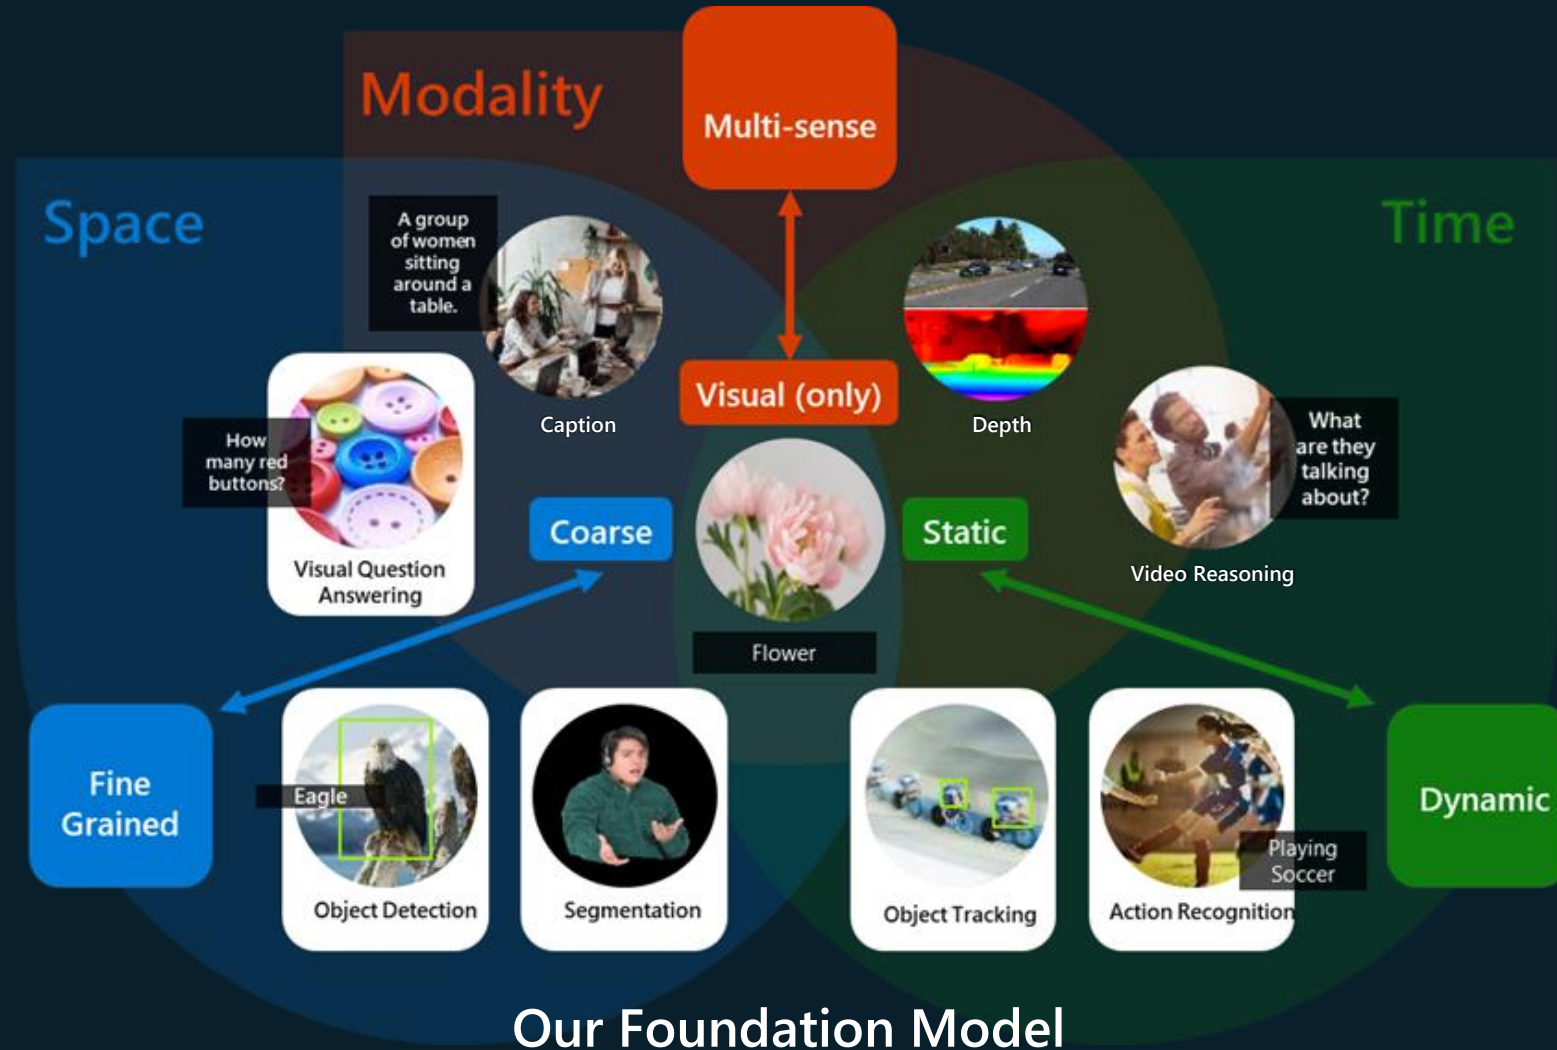 Modality
Multi-sense
Space
Time
A group
of women
sitting
around a
table.
Caption
Visual (only)
Depth
How
many red
buttons?
Visual Question
Answering
What
are they
talking
about?
Video Reasoning
Coarse
Static
Flower
Fine
Grained
Eagle
Object Detection
Segmentation
Object Tracking
Playing
Soccer
Action Recognition
Dynamic
Our Foundation Model